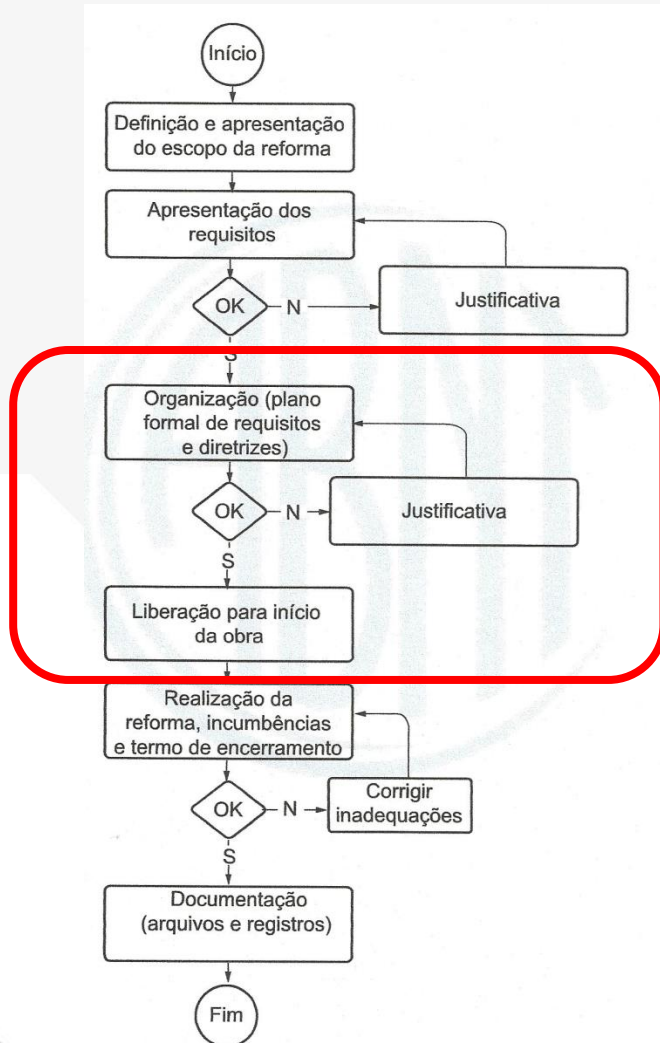 Início
Definição e apresentação
do escopo da reforma
Apresentação dos
requisitos
OK
N
Justificativa
S
Organização (plano
formal de requisitos
e diretrizes)
OK
N
Justificativa
S
Liberação para início
da obra
Realização da
reforma, incumbências
e termo de encerramento
OK
N
Corrigir
inadequações
S
Documentação
(arquivos e registros)
Fim
ABNT